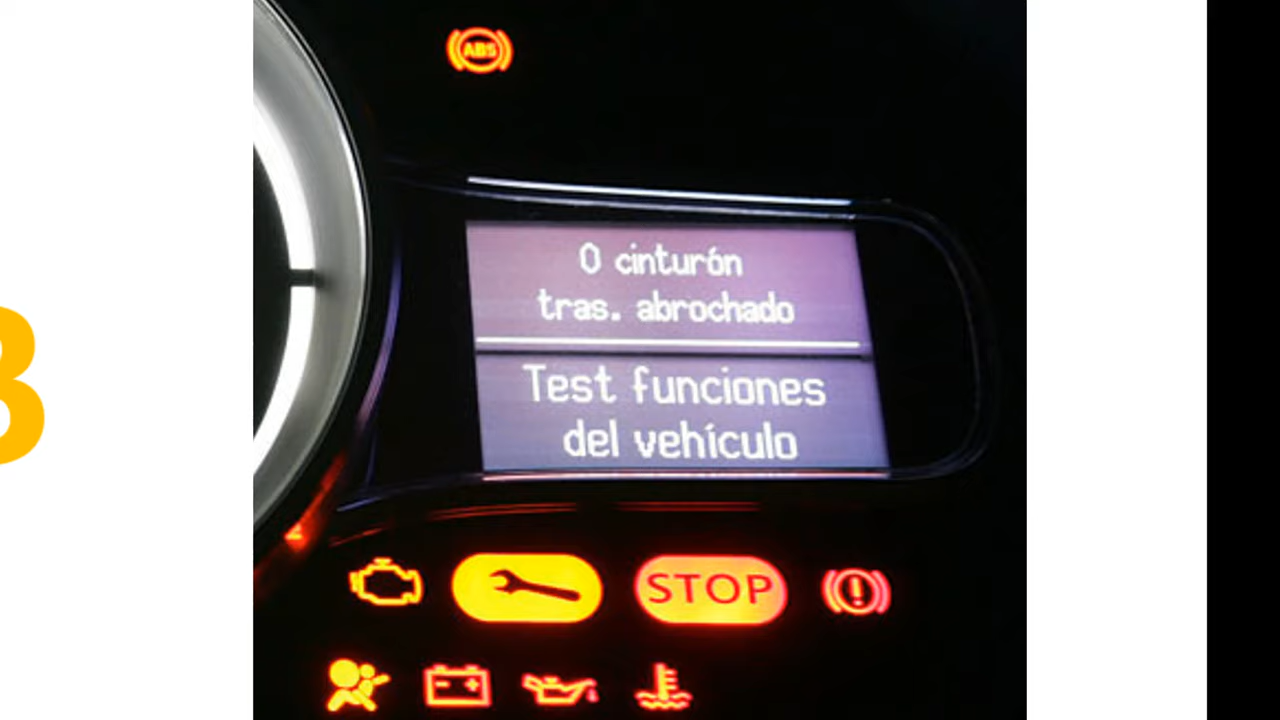 ABS
0 cinturón
tras. abrochado
Test funciones
del vehículo
STOP